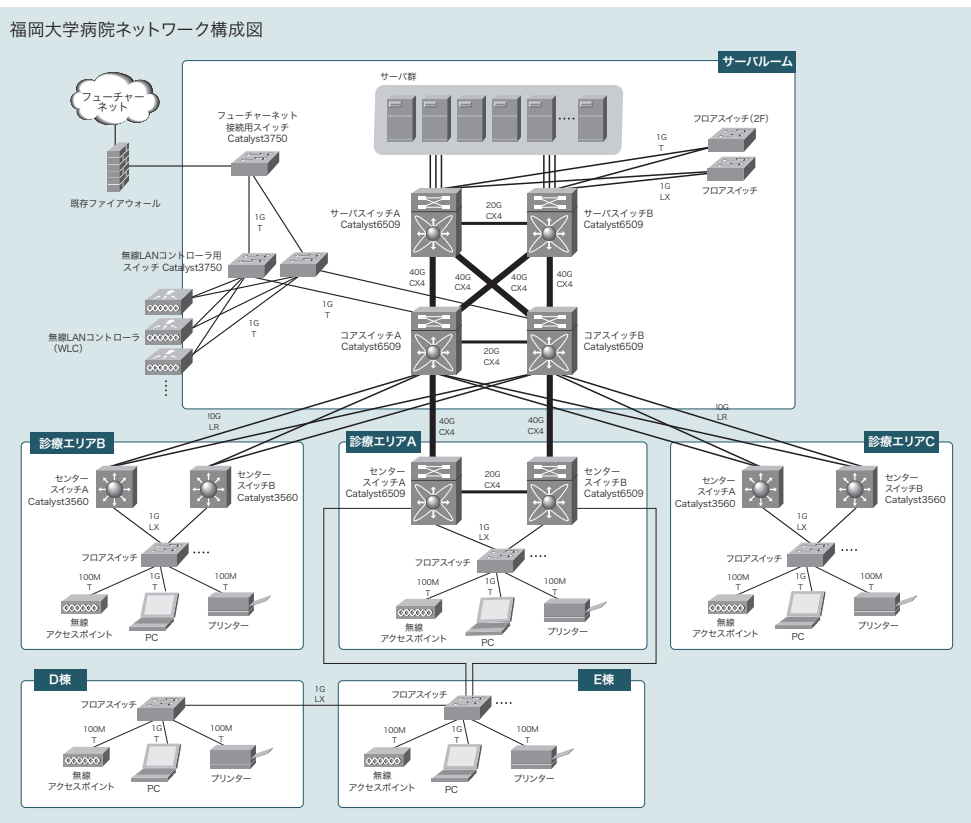 福岡大学病院ネットワーク構成図
サーバルーム
サーバ群
フューチャー
ネット
フューチャーネット
接続用スイッチ
Catalyst3750
フロアスイッチ(2F)
1G
T
既存ファイアウォール
1G
LX
フロアスイッチ
サーバスイッチA
Catalyst6509
20G
CX4
サーバスイッチB
Catalyst6509
1G
T
無線LANコントローラ用
スイッチ Catalyst3750
40G
CX4
40G
CX4
40G
CX4
40G
CX4
1G
T
1G
T
無線LANコントローラ
(WLC)
コアスイッチA
Catalyst6509
20G
CX4
コアスイッチB
Catalyst6509
!0G
LR
40G
CX4
40G
CX4
!0G
LR
診療エリアB
センター
スイッチA
Catalyst3560
センター
スイッチB
Catalyst3560
1G
LX
フロアスイッチ
100M
T
1G
T
100M
T
無線
アクセスポイント
PC
プリンター
診療エリアA
センター
スイッチA
Catalyst6509
20G
CX4
センター
スイッチB
Catalyst6509
1G
LX
フロアスイッチ
100M
T
1G
T
100M
T
無線
アクセスポイント
PC
プリンター
診療エリアC
センター
スイッチA
Catalyst3560
センター
スイッチB
Catalyst3560
1G
LX
フロアスイッチ
100M
T
1G
T
100M
T
無線
アクセスポイント
PC
プリンター
D棟
フロアスイッチ
1G
LX
100M
T
1G
T
100M
T
無線
アクセスポイント
PC
プリンター
E棟
フロアスイッチ
100M
T
1G
T
100M
T
無線
アクセスポイント
PC
プリンター